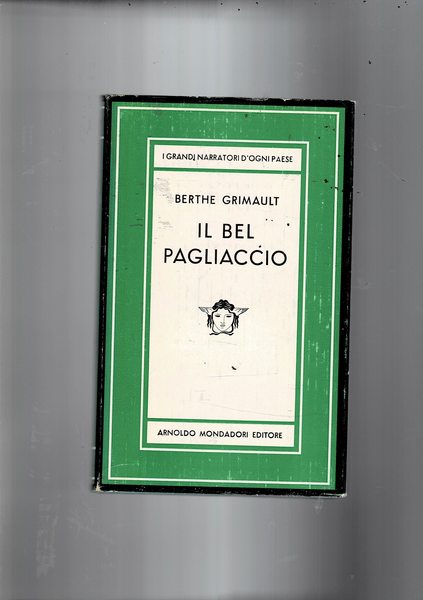 I GRANDI NARRATORI D'OGNI PAESE
BERTHE GRIMAULT
IL BEL
PAGLIACCIO
ARNOLDO MONDADORI EDITORE